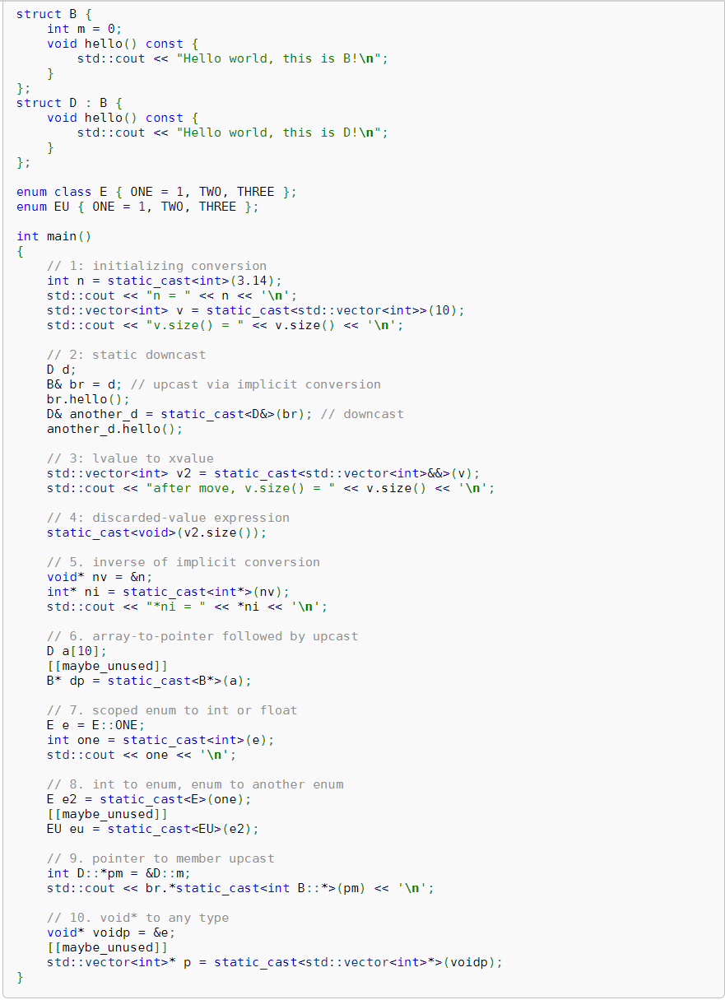 struct B {
    int m = 0;
    void hello() const {
        std::cout << "Hello world, this is B!\n";
    }
};
struct D : B {
    void hello() const {
        std::cout << "Hello world, this is D!\n";
    }
};

enum class E { ONE = 1, TWO, THREE };
enum EU { ONE = 1, TWO, THREE };

int main()
{
    // 1: initializing conversion
    int n = static_cast<int>(3.14);
    std::cout << "n = " << n << '\n';
    std::vector<int> v = static_cast<std::vector<int>>(10);
    std::cout << "v.size() = " << v.size() << '\n';

    // 2: static downcast
    D d;
    B& br = d; // upcast via implicit conversion
    br.hello();
    D& another_d = static_cast<D&>(br); // downcast
    another_d.hello();

    // 3: lvalue to xvalue
    std::vector<int> v2 = static_cast<std::vector<int>&&>(v);
    std::cout << "after move, v.size() = " << v.size() << '\n';

    // 4: discarded-value expression
    static_cast<void>(v2.size());

    // 5. inverse of implicit conversion
    void* nv = &n;
    int* ni = static_cast<int*>(nv);
    std::cout << "*ni = " << *ni << '\n';

    // 6. array-to-pointer followed by upcast
    D a[10];
    [[maybe_unused]]
    B* dp = static_cast<B*>(a);

    // 7. scoped enum to int or float
    E e = E::ONE;
    int one = static_cast<int>(e);
    std::cout << one << '\n';

    // 8. int to enum, enum to another enum
    E e2 = static_cast<E>(one);
    [[maybe_unused]]
    EU eu = static_cast<EU>(e2);

    // 9. pointer to member upcast
    int D::*pm = &D::m;
    std::cout << br.*static_cast<int B::*>(pm) << '\n';

    // 10. void* to any type
    void* voidp = &e;
    [[maybe_unused]]
    std::vector<int>* p = static_cast<std::vector<int>*>(voidp);
}